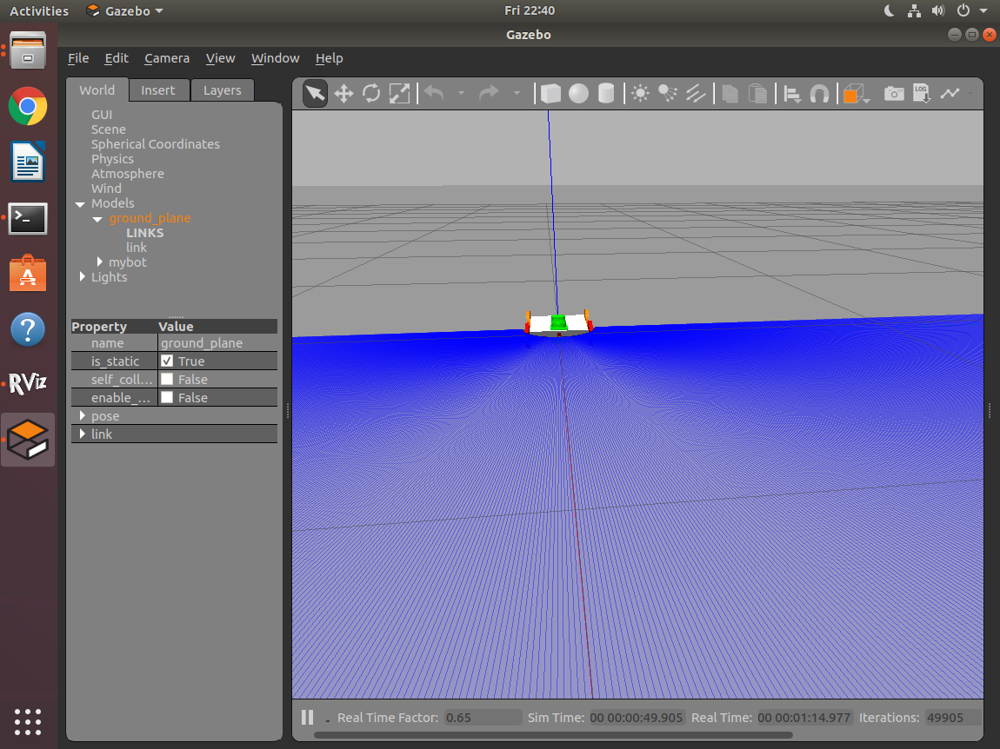 Activities Gazebo Fri 22:40
Gazebo
File Edit Camera View Window Help
World Insert Layers
LOG
GUI
Scene
Spherical Coordinates
Physics
Atmosphere
Wind
Models
ground_plane
LINKS
link
mybot
Lights
Property Value
name ground_plane
is_static True
self_coll... False
enable_... False
pose
link
RViz
Real Time Factor: 0.65 Sim Time: 00 00:00:49.905 Real Time: 00 00:01:14.977 Iterations: 49905